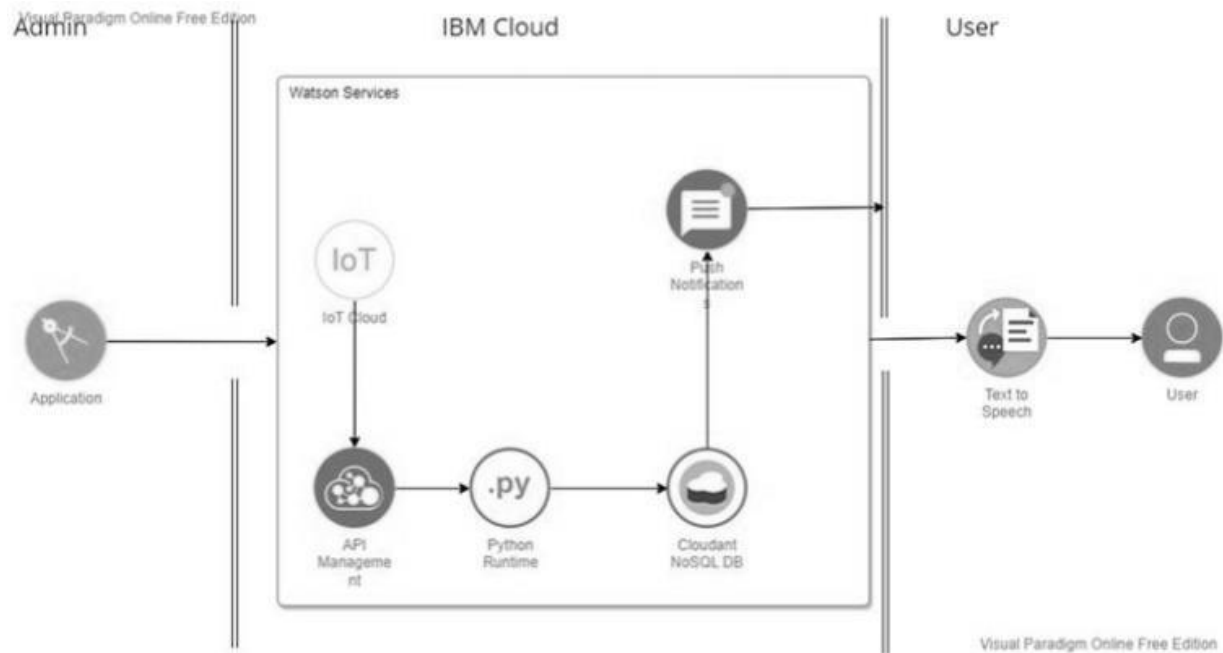 Visual Paradigm Online Free Edition
Admin
IBM Cloud
User
Watson Services
IoT
IoT Cloud
Push
Notification
s
Application
Text to
Speech
User
.py
API
Manageme
nt
Python
Runtime
Cloudant
NoSQL DB
Visual Paradigm Online Free Edition